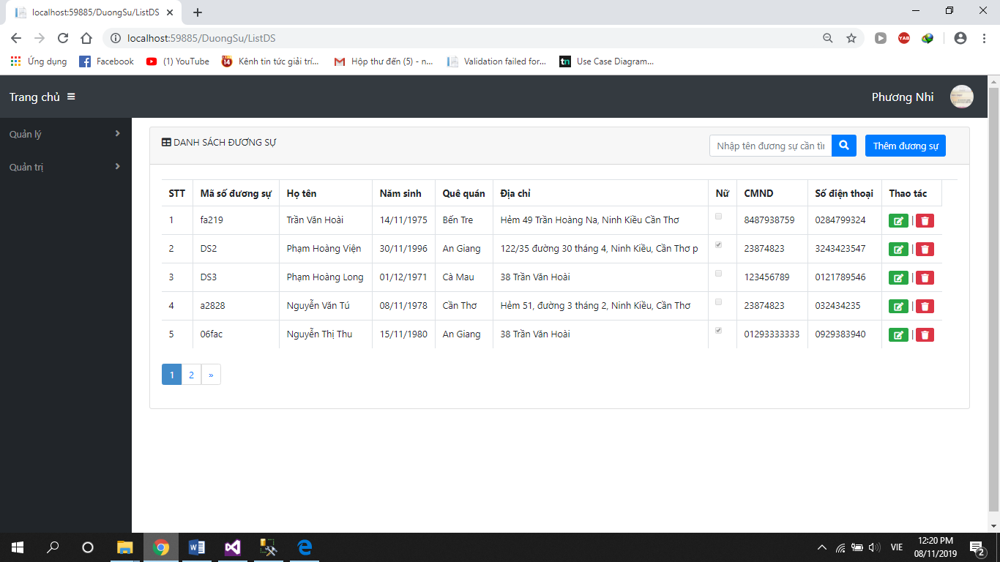 localhost:59885/DuongSu/ListDS
localhost:59885/DuongSu/ListDS
YAB
Ứng dụng
Facebook
(1) YouTube
14 Kênh tin tức giải trí...
Hộp thư đến (5) - n...
Validation failed for...
tn Use Case Diagram...
Trang chủ
Phương Nhi
Quản lý
Quản trị
DANH SÁCH ĐƯƠNG SỰ
Nhập tên đương sự cần tìr
Thêm đương sự
STT Mã số đương sự Họ tên Năm sinh Quê quán Địa chỉ Nữ CMND Số điện thoại Thao tác
1 fa219 Trần Văn Hoài 14/11/1975 Bến Tre Hẻm 49 Trần Hoàng Na, Ninh Kiều Cần Thơ 8487938759 0284799324 |
2 DS2 Phạm Hoàng Viện 30/11/1996 An Giang 122/35 đường 30 tháng 4, Ninh Kiều, Cần Thơ p 23874823 3243423547 |
3 DS3 Phạm Hoàng Long 01/12/1971 Cà Mau 38 Trần Văn Hoài 123456789 0121789546 |
4 a2828 Nguyễn Văn Tú 08/11/1978 Cần Thơ Hẻm 51, đường 3 tháng 2, Ninh Kiều, Cần Thơ 23874823 032434235 |
5 06fac Nguyễn Thị Thu 15/11/1980 An Giang 38 Trần Văn Hoài 01293333333 0929383940 |
1 2 »
VIE
12:20 PM
08/11/2019
2